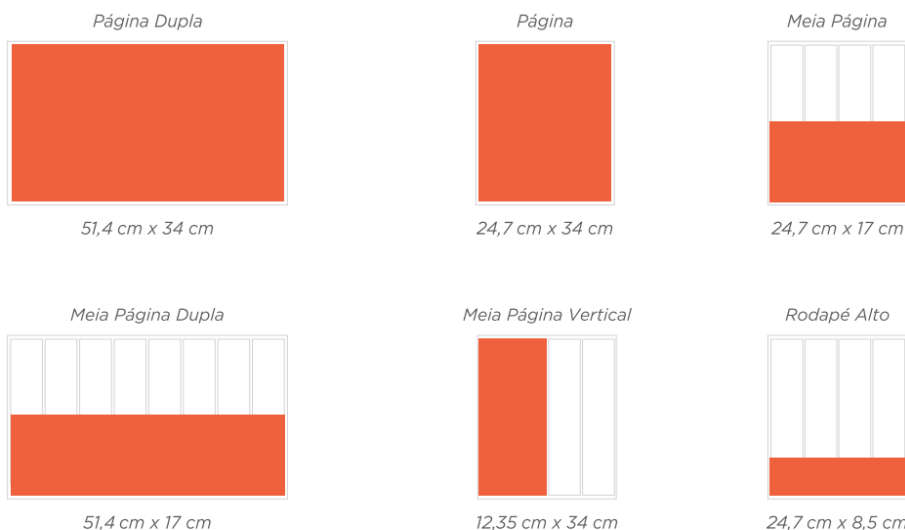 Página Dupla
Página
Meia Página
51,4 cm x 34 cm
24,7 cm x 34 cm
24,7 cm x 17 cm
Meia Página Dupla
Meia Página Vertical
Rodapé Alto
51,4 cm x 17 cm
12,35 cm x 34 cm
24,7 cm x 8,5 cm